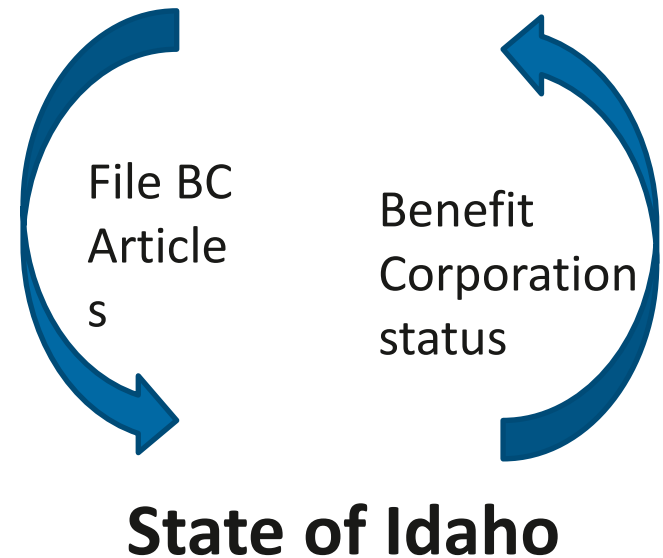 File BC
Article
s
Benefit
Corporation
status
State of Idaho